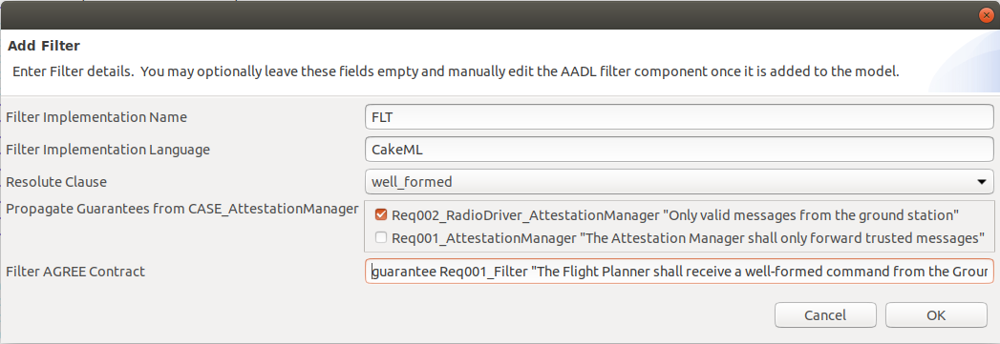 Add Filter
Enter Filter details.  You may optionally leave these fields empty and manually edit the AADL filter component once it is added to the model.
Filter Implementation Name FLT
Filter Implementation Language CakeML
Resolute Clause well_formed
Propagate Guarantees from CASE_AttestationManager Req002_RadioDriver_AttestationManager "Only valid messages from the ground station"
Req001_AttestationManager "The Attestation Manager shall only forward trusted messages"
Filter AGREE Contract guarantee Req001_Filter "The Flight Planner shall receive a well-formed command from the
Cancel OK